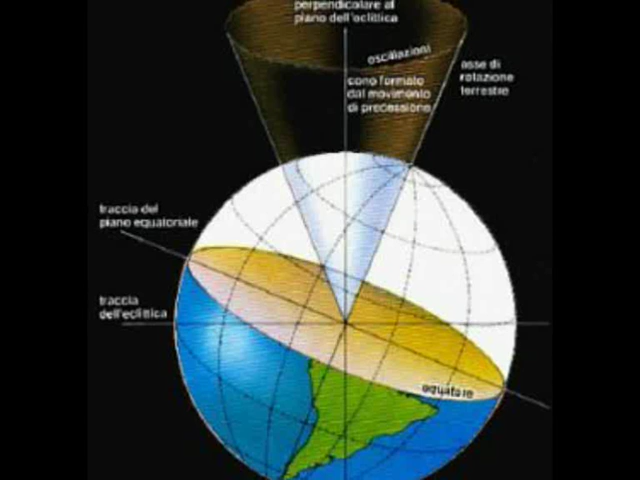 perpendicolare al
piano dell'eclittica
oscillazioni
cono formato
dal movimento
di precessione
asse di
rotazione
terrestre
traccia del
piano equatoriale
traccia
dell'eclittica
equatore